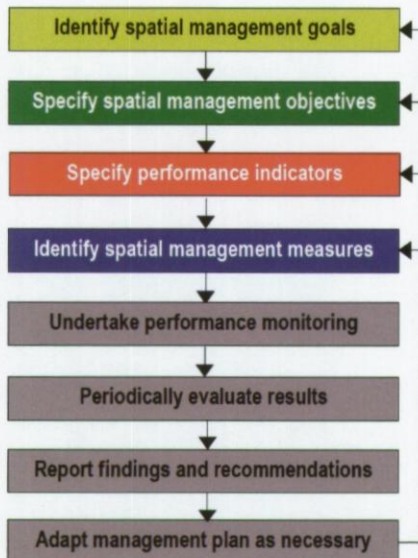 Identify spatial management goals
Specify spatial management objectives
Specify performance indicators
Identify spatial management measures
Undertake performance monitoring
Periodically evaluate results
Report findings and recommendations
Adapt management plan as necessary